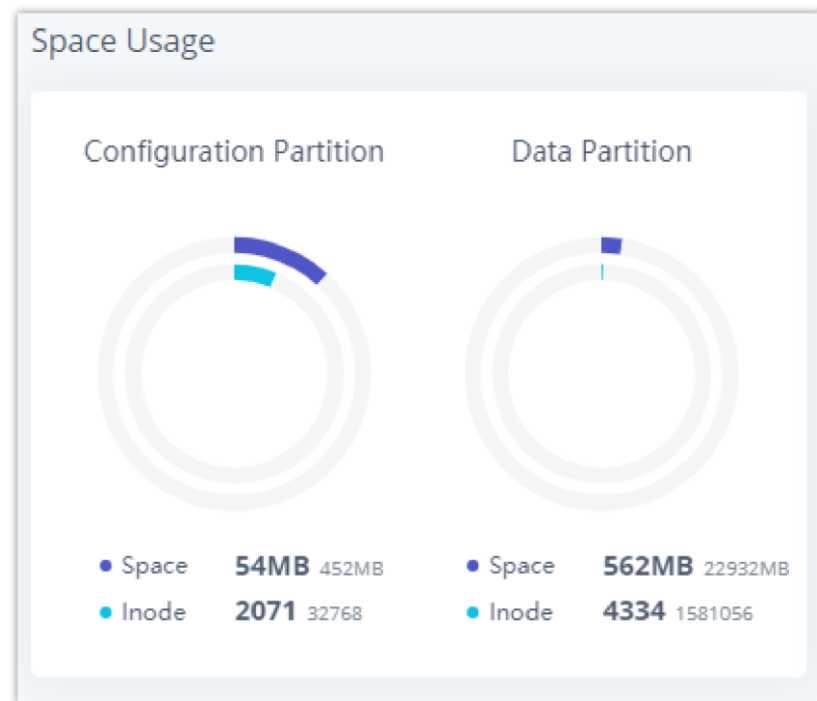 Space Usage
Configuration Partition
Data Partition
Space 54MB 452MB
Inode 2071 32768
Space 562MB 22932MB
Inode 4334 1581056